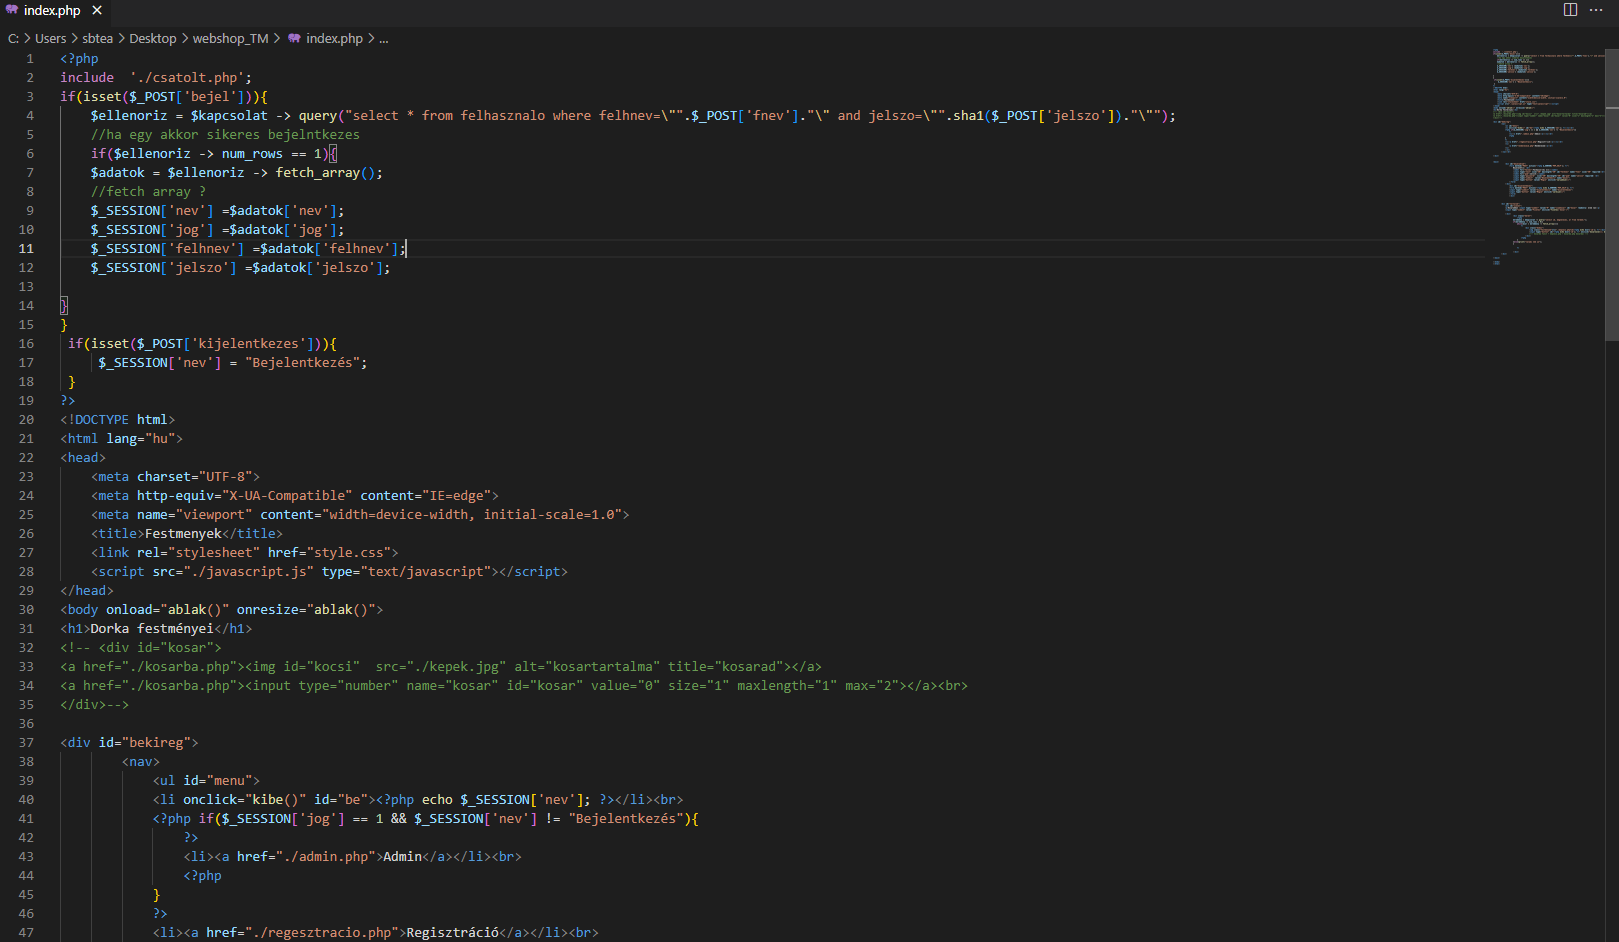 index.php
C: > Users > sbtea > Desktop > webshop_TM > index.php > ...
1 <?php
2 include  './csatolt.php';
3 if(isset($_POST['bejel'])){
4     $ellenoriz = $kapcsolat -> query("select * from felhasznalo where felhnev=\"".$_POST['fnev']."\" and jelszo=\"".sha1($_POST['jelszo'])."\"");
5     //ha egy akkor sikeres bejelntkezes
6     if($ellenoriz -> num_rows == 1){
7     $adatok = $ellenoriz -> fetch_array();
8     //fetch array ?
9     $_SESSION['nev'] =$adatok['nev'];
10     $_SESSION['jog'] =$adatok['jog'];
11     $_SESSION['felhnev'] =$adatok['felhnev'];
12     $_SESSION['jelszo'] =$adatok['jelszo'];
13
14 }
15 }
16  if(isset($_POST['kijelentkezes'])){
17      $_SESSION['nev'] = "Bejelentkezés";
18  }
19 ?>
20 <!DOCTYPE html>
21 <html lang="hu">
22 <head>
23     <meta charset="UTF-8">
24     <meta http-equiv="X-UA-Compatible" content="IE=edge">
25     <meta name="viewport" content="width=device-width, initial-scale=1.0">
26     <title>Festmenyek</title>
27     <link rel="stylesheet" href="style.css">
28     <script src="./javascript.js" type="text/javascript"></script>
29 </head>
30 <body onload="ablak()" onresize="ablak()">
31 <h1>Dorka festményei</h1>
32 <!-- <div id="kosar">
33 <a href="./kosarba.php"><img id="kocsi"  src="./kepek.jpg" alt="kosartartalma" title="kosarad"></a>
34 <a href="./kosarba.php"><input type="number" name="kosar" id="kosar" value="0" size="1" maxlength="1" max="2"></a><br>
35 </div>-->
36
37 <div id="bekireg">
38         <nav>
39             <ul id="menu">
40             <li onclick="kibe()" id="be"><?php echo $_SESSION['nev']; ?></li><br>
41             <?php if($_SESSION['jog'] == 1 && $_SESSION['nev'] != "Bejelentkezés"){
42                 ?>
43                 <li><a href="./admin.php">Admin</a></li><br>
44                 <?php
45             }
46             ?>
47             <li><a href="./regesztracio.php">Regisztráció</a></li><br>